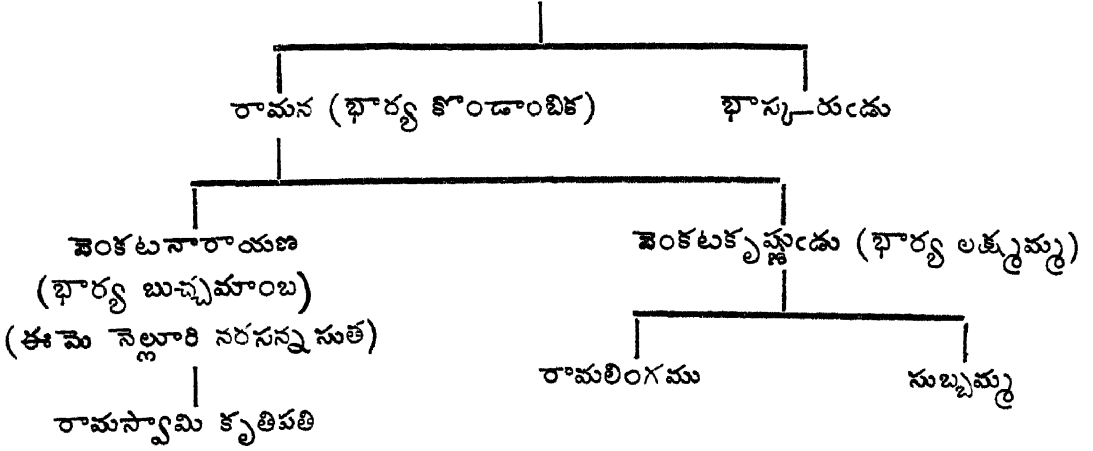 రామన (భార్య కొండాంబిక)
భాస్కరుఁడు
వెంకటనారాయణ
(భార్య బుచ్చమాంబ)
(ఈమె నెల్లూరి నరసన్న సుత)
రామస్వామి కృతిపతి
వెంకటకృష్ణుఁడు (భార్య లక్ష్మమ్మ)
రామలింగము
సుబ్బమ్మ